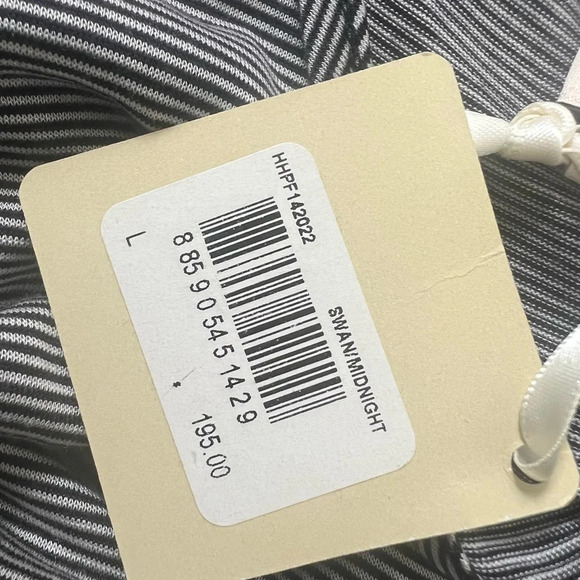 HHPF142022 SWAN/MIDNIGHT
8 85905 45142 9
L 195.00